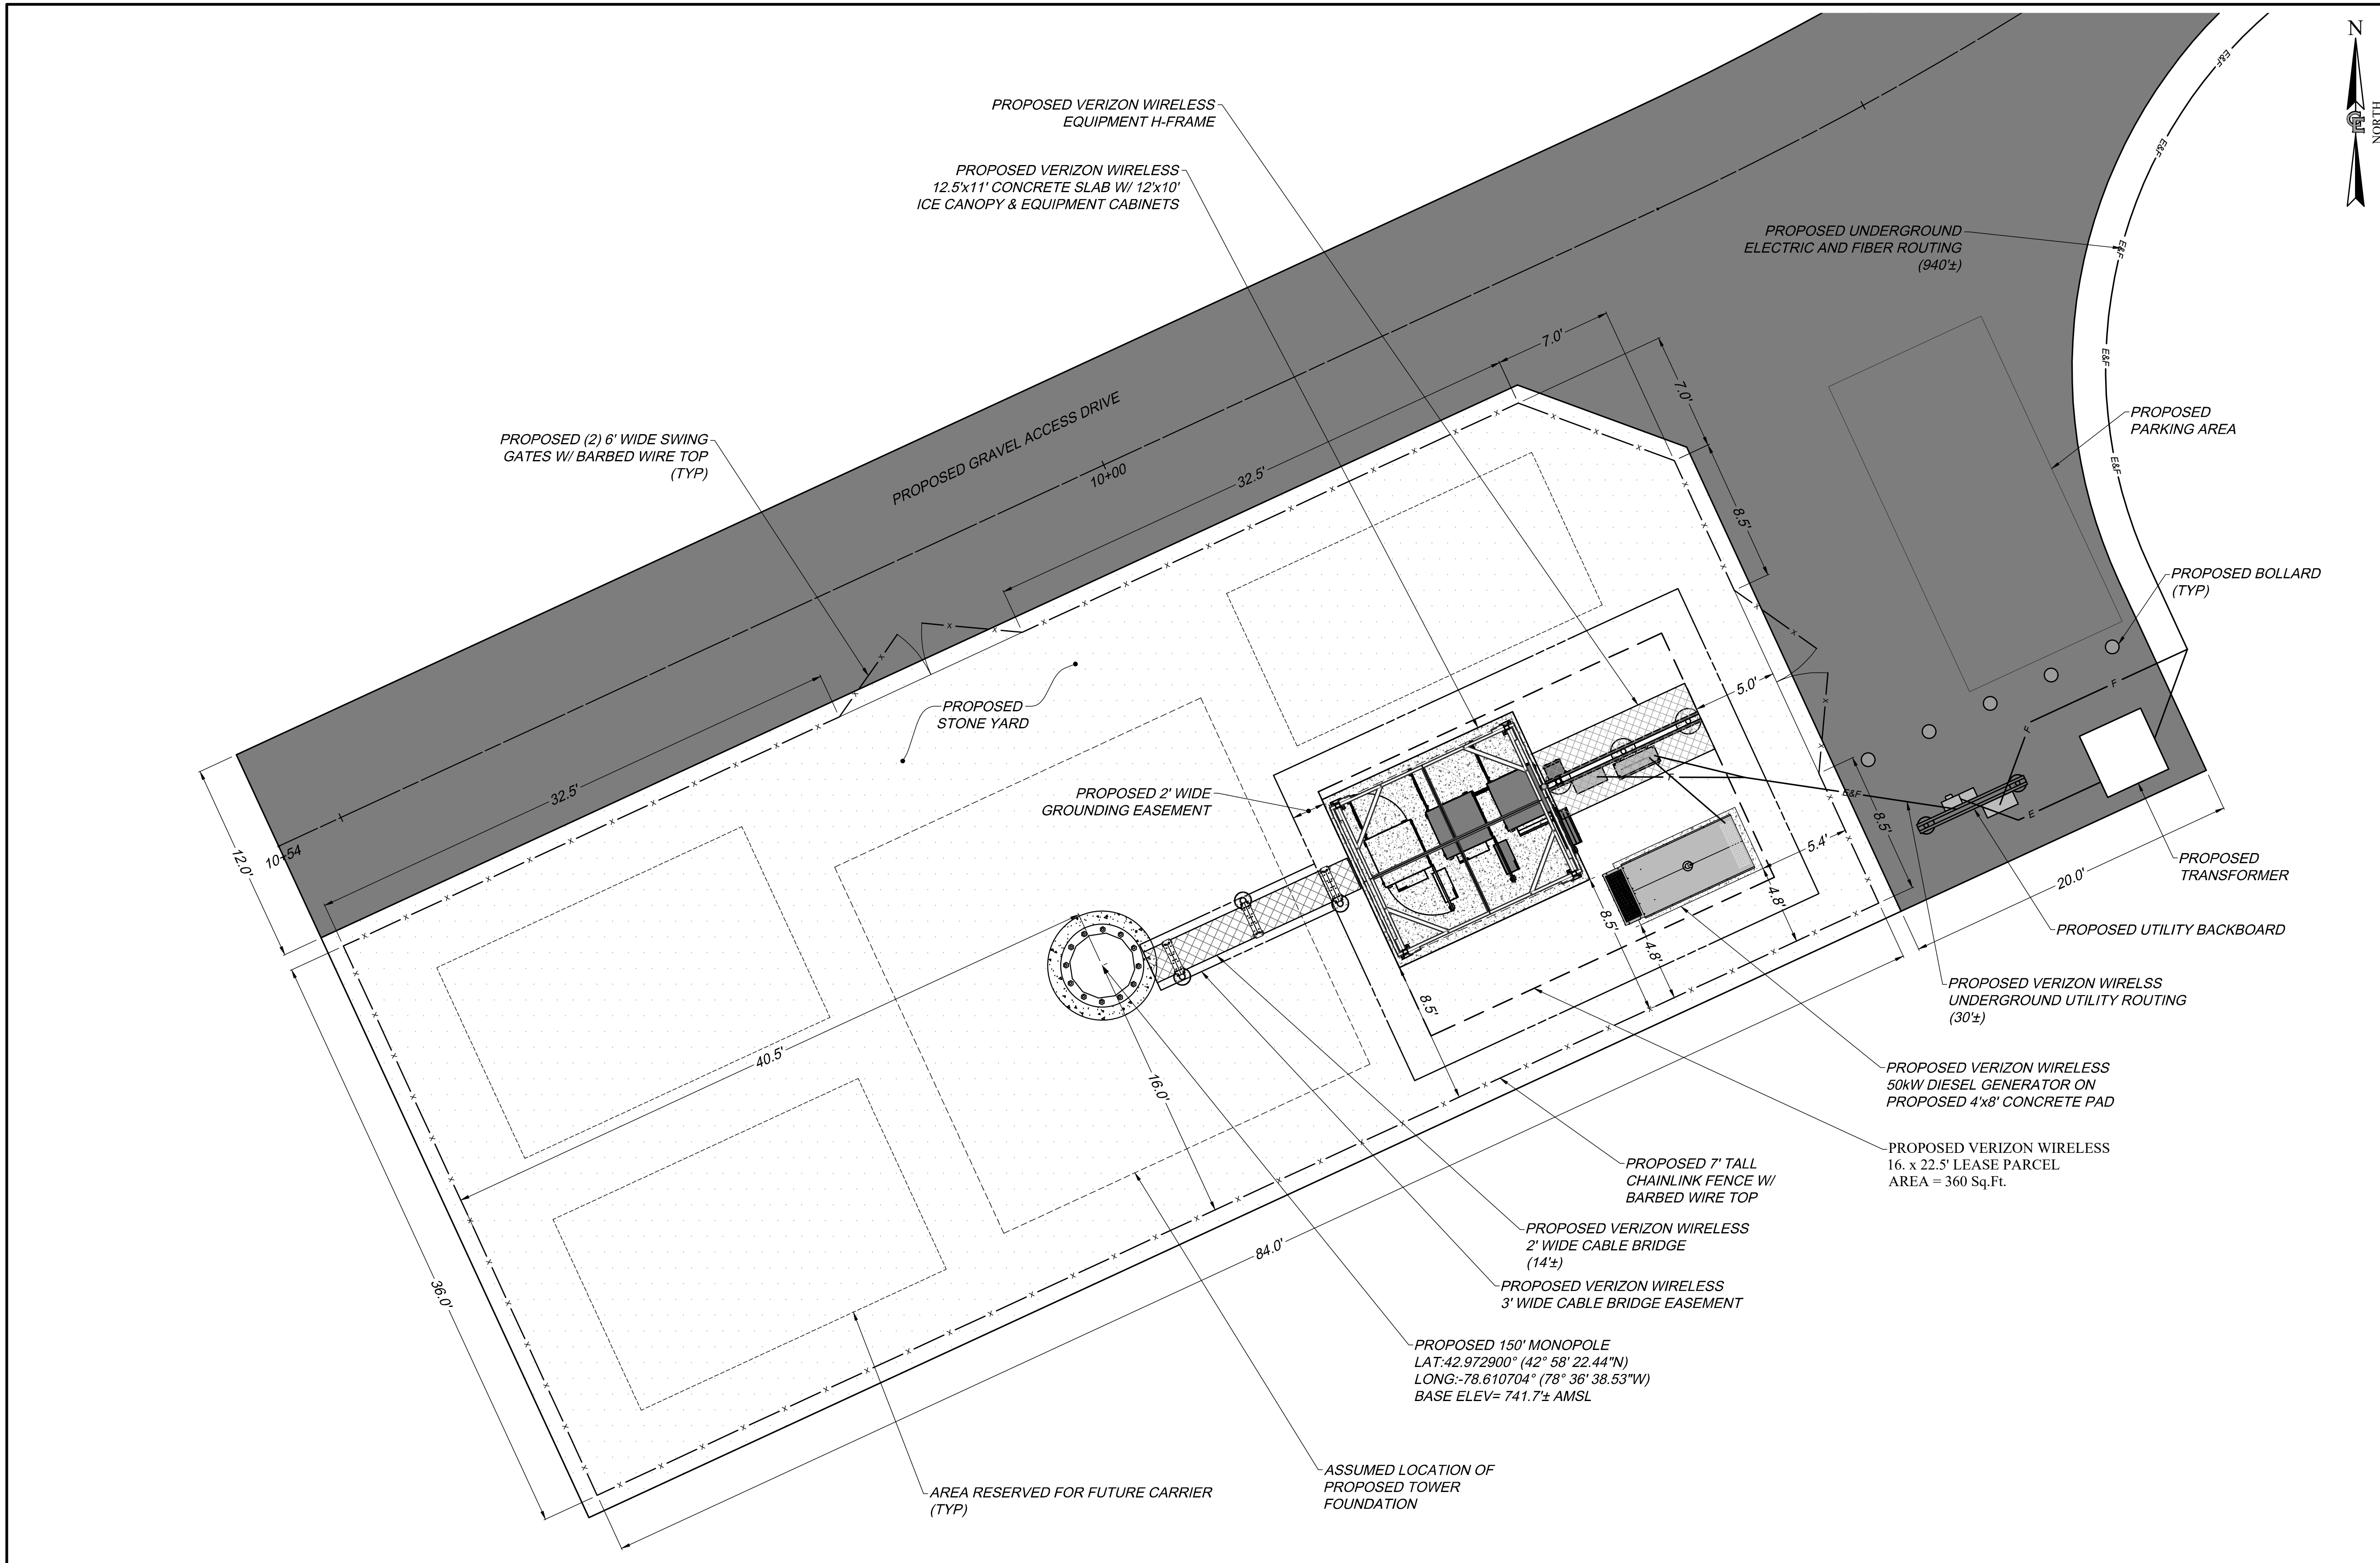 N
NORTH
PROPOSED VERIZON WIRELESS
EQUIPMENT H-FRAME
PROPOSED VERIZON WIRELESS
12.5'x11' CONCRETE SLAB W/ 12'x10'
ICE CANOPY & EQUIPMENT CABINETS
PROPOSED UNDERGROUND
ELECTRIC AND FIBER ROUTING
(940'±)
E&F
E&F
E&F
E&F
E&F
PROPOSED (2) 6' WIDE SWING
GATES W/ BARBED WIRE TOP
(TYP)
PROPOSED GRAVEL ACCESS DRIVE
10+00
10+54
7.0'
7.0'
32.5'
8.5'
PROPOSED
PARKING AREA
PROPOSED BOLLARD
(TYP)
PROPOSED
STONE YARD
32.5'
12.0'
5.0'
PROPOSED 2' WIDE
GROUNDING EASEMENT
F
F
F
E&F
E
8.5'
5.4'
4.8'
8.5'
4.8'
8.5'
20.0'
PROPOSED
TRANSFORMER
PROPOSED UTILITY BACKBOARD
PROPOSED VERIZON WIRELSS
UNDERGROUND UTILITY ROUTING
(30'±)
40.5'
16.0'
36.0'
84.0'
PROPOSED VERIZON WIRELESS
50kW DIESEL GENERATOR ON
PROPOSED 4'x8' CONCRETE PAD
PROPOSED VERIZON WIRELESS
16. x 22.5' LEASE PARCEL
AREA = 360 Sq.Ft.
PROPOSED 7' TALL
CHAINLINK FENCE W/
BARBED WIRE TOP
PROPOSED VERIZON WIRELESS
2' WIDE CABLE BRIDGE
(14'±)
PROPOSED VERIZON WIRELESS
3' WIDE CABLE BRIDGE EASEMENT
PROPOSED 150' MONOPOLE
LAT:42.972900° (42° 58' 22.44"N)
LONG:-78.610704° (78° 36' 38.53"W)
BASE ELEV= 741.7'± AMSL
ASSUMED LOCATION OF
PROPOSED TOWER
FOUNDATION
AREA RESERVED FOR FUTURE CARRIER
(TYP)